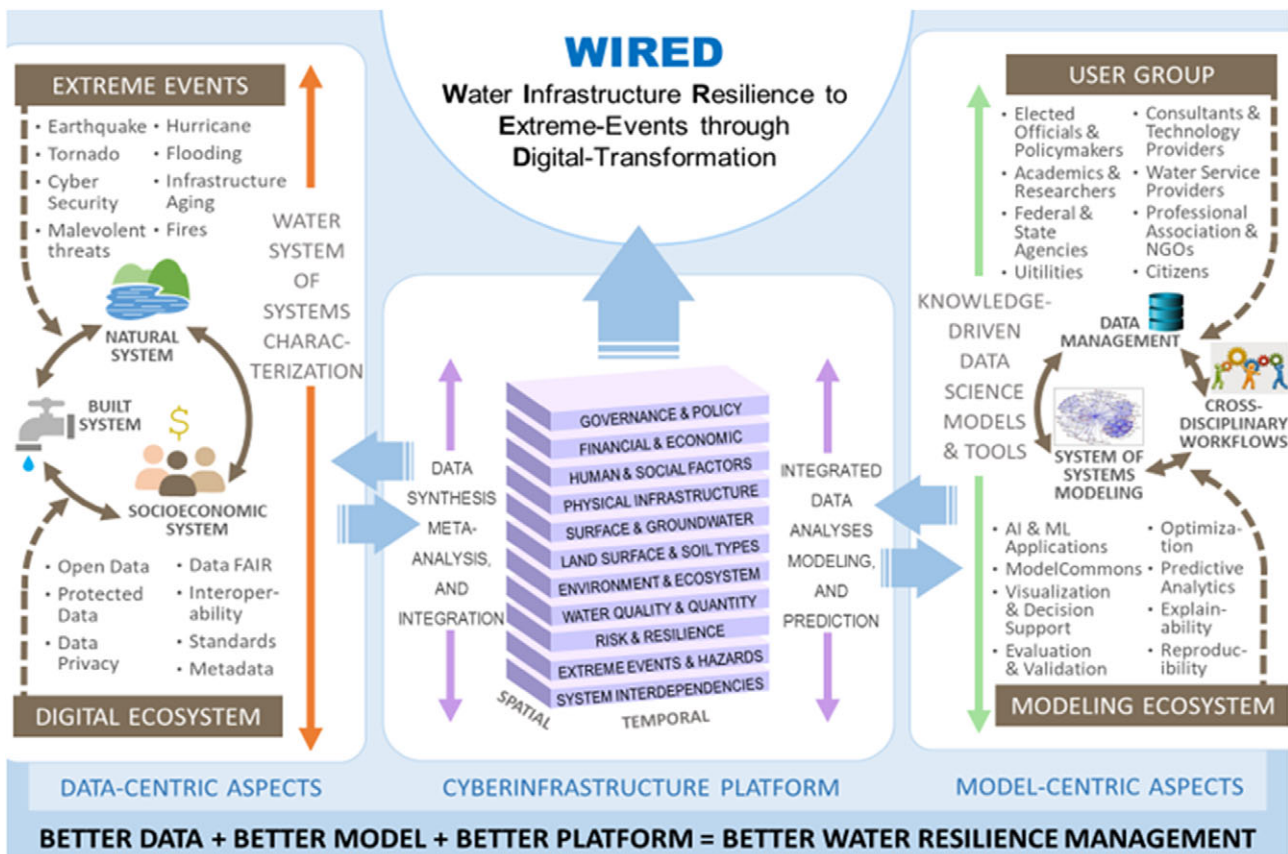 WIRED
Water Infrastructure Resilience to
Extreme-Events through
Digital-Transformation
EXTREME EVENTS
• Earthquake
• Tornado
• Cyber
Security
• Malevolent
threats
• Hurricane
• Flooding
• Infrastructure
Aging
• Fires
NATURAL
SYSTEM
BUILT
SYSTEM
$
SOCIOECONOMIC
SYSTEM
• Open Data
• Protected
Data
• Data
Privacy
• Data FAIR
• Interoper-
ability
• Standards
• Metadata
DIGITAL ECOSYSTEM
WATER
SYSTEM
OF
SYSTEMS
CHARAC-
TERIZATION
DATA-CENTRIC ASPECTS
DATA
SYNTHESIS
META-
ANALYSIS,
AND
INTEGRATION
GOVERNANCE & POLICY
FINANCIAL & ECONOMIC
HUMAN & SOCIAL FACTORS
PHYSICAL INFRASTRUCTURE
SURFACE & GROUNDWATER
LAND SURFACE & SOIL TYPES
ENVIRONMENT & ECOSYSTEM
WATER QUALITY & QUANTITY
RISK & RESILIENCE
EXTREME EVENTS & HAZARDS
SYSTEM INTERDEPENDENCIES
SPATIAL
TEMPORAL
INTEGRATED
DATA
ANALYSES
MODELING,
AND
PREDICTION
CYBERINFRASTRUCTURE PLATFORM
USER GROUP
• Elected
Officials &
Policymakers
• Academics &
Researchers
• Federal &
State
Agencies
• Uitilities
• Consultants &
Technology
Providers
• Water Service
Providers
• Professional
Association &
NGOs
• Citizens
KNOWLEDGE-
DRIVEN
DATA
SCIENCE
MODELS
& TOOLS
DATA
MANAGEMENT
CROSS-
DISCIPLINARY
WORKFLOWS
SYSTEM OF
SYSTEMS
MODELING
• AI & ML
Applications
• ModelCommons
• Visualization
& Decision
Support
• Evaluation
& Validation
• Optimiza-
tion
• Predictive
Analytics
• Explain-
ability
• Reproduc-
ibility
MODELING ECOSYSTEM
MODEL-CENTRIC ASPECTS
BETTER DATA + BETTER MODEL + BETTER PLATFORM = BETTER WATER RESILIENCE MANAGEMENT